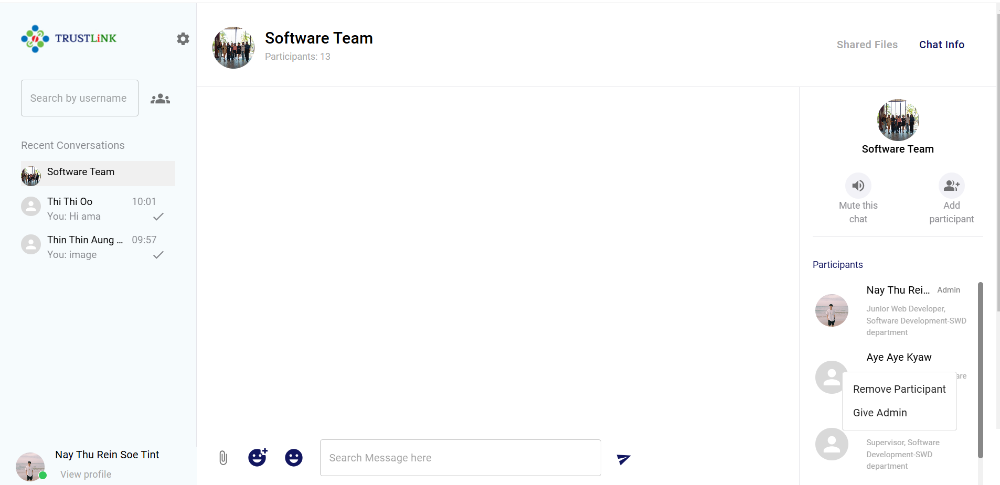 TRUSTLiNK
Search by username
Recent Conversations
Software Team
Thi Thi Oo 10:01
You: Hi ama
Thin Thin Aung ... 09:57
You: image
Nay Thu Rein Soe Tint
View profile
Software Team
Participants: 13
Shared Files Chat Info
Search Message here
Software Team
Mute this
chat
Add
participant
Participants
Nay Thu Rei... Admin
Junior Web Developer,
Software Development-SWD
department
Aye Aye Kyaw
Remove Participant
Give Admin
Supervisor, Software
Development-SWD
department